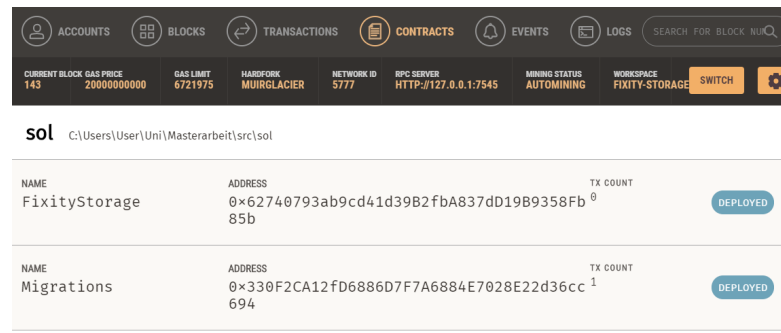 ACCOUNTS BLOCKS TRANSACTIONS CONTRACTS EVENTS LOGS SEARCH FOR BLOCK NU
CURRENT BLOCK GAS PRICE GAS LIMIT HARDFORK NETWORK ID RPC SERVER MINING STATUS WORKSPACE
143 20000000000 6721975 MUIRGLACIER 5777 HTTP://127.0.0.1:7545 AUTOMINING FIXITY-STORAGE SWITCH
sol C:\Users\User\Uni\Masterarbeit\src\sol
NAME ADDRESS TX COUNT
FixityStorage 0×62740793ab9cd41d39B2fbA837dD19B9358Fb 0 DEPLOYED
85b
NAME ADDRESS TX COUNT
Migrations 0×330F2CA12fD6886D7F7A6884E7028E22d36cc 1 DEPLOYED
694